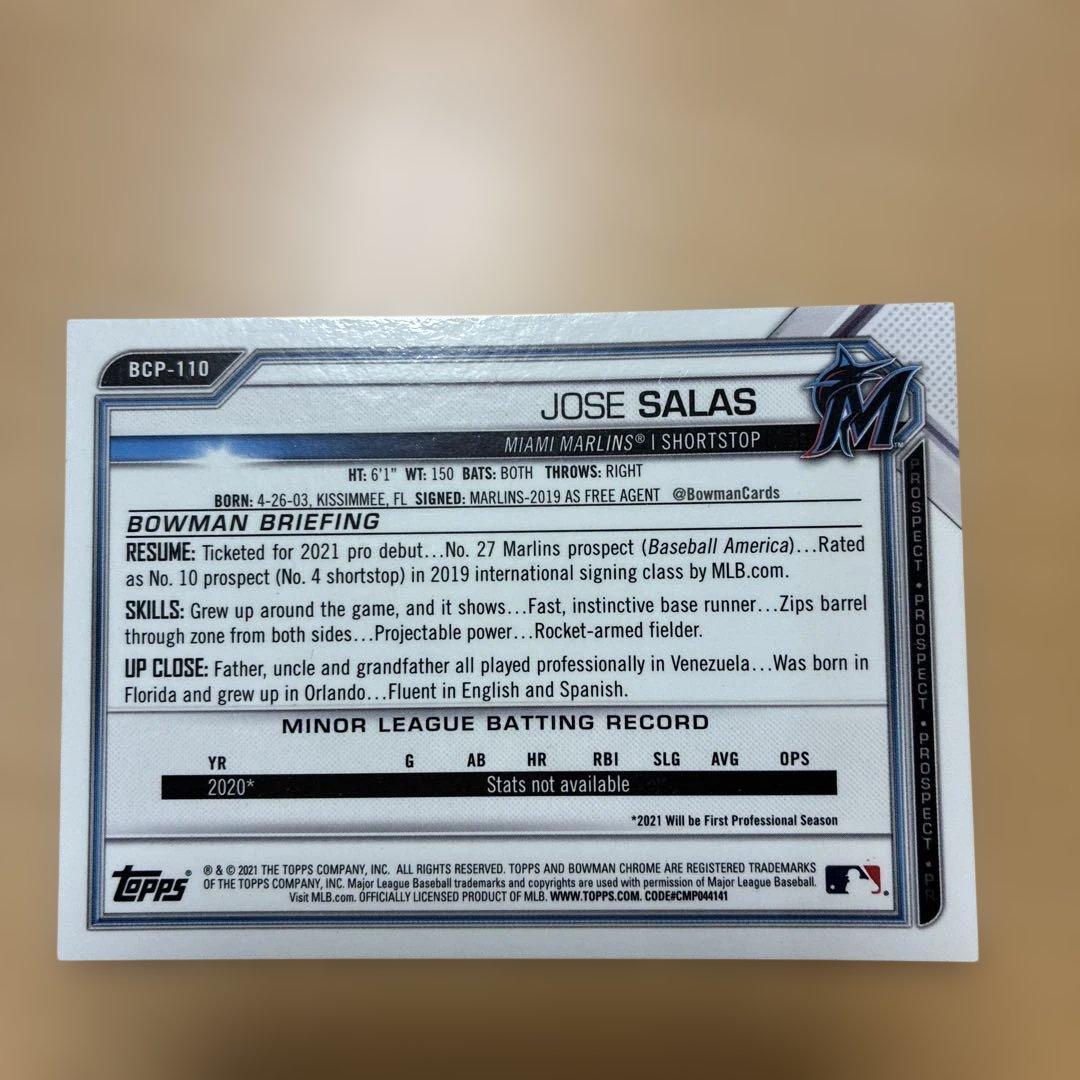 BCP-110
JOSE SALAS
MIAMI MARLINS® | SHORTSTOP
HT: 6'1" WT: 150 BATS: BOTH THROWS: RIGHT
BORN: 4-26-03, KISSIMMEE, FL SIGNED: MARLINS-2019 AS FREE AGENT @BowmanCards
BOWMAN BRIEFING
RESUME: Ticketed for 2021 pro debut...No. 27 Marlins prospect (Baseball America)...Rated
as No. 10 prospect (No. 4 shortstop) in 2019 international signing class by MLB.com.
SKILLS: Grew up around the game, and it shows...Fast, instinctive base runner...Zips barrel
through zone from both sides...Projectable power...Rocket-armed fielder.
UP CLOSE: Father, uncle and grandfather all played professionally in Venezuela...Was born in
Florida and grew up in Orlando...Fluent in English and Spanish.
MINOR LEAGUE BATTING RECORD
YR G AB HR RBI SLG AVG OPS
2020* Stats not available
*2021 Will be First Professional Season
TOPPS® ® & © 2021 THE TOPPS COMPANY, INC. ALL RIGHTS RESERVED. TOPPS AND BOWMAN CHROME ARE REGISTERED TRADEMARKS
OF THE TOPPS COMPANY, INC. Major League Baseball trademarks and copyrights are used with permission of Major League Baseball.
Visit MLB.com. OFFICIALLY LICENSED PRODUCT OF MLB. WWW.TOPPS.COM. CODE#CMP044141
M TM
PROSPECT • PROSPECT • PROSPECT • PR